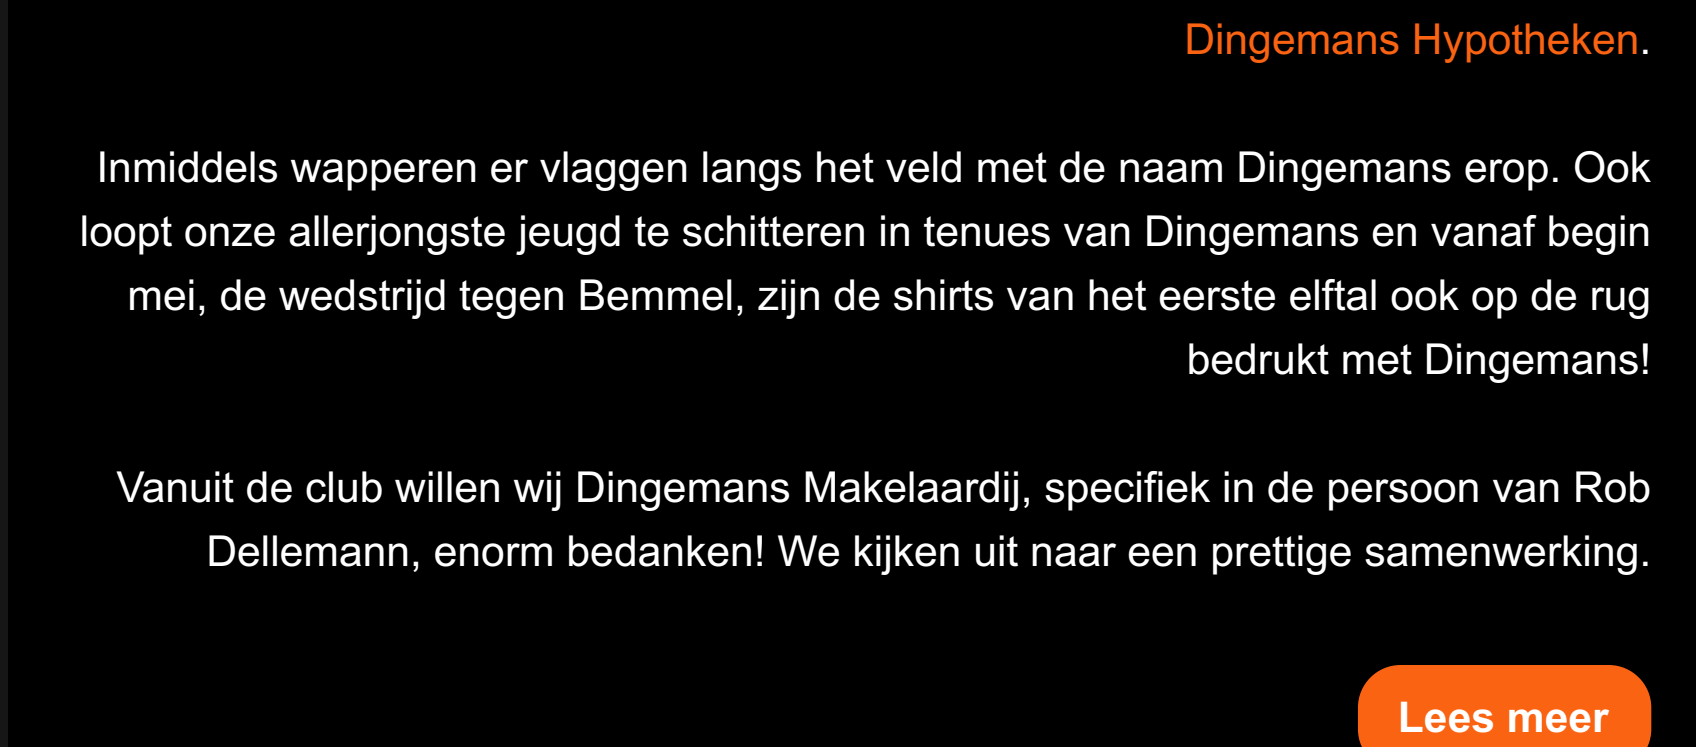 Dingemans Hypotheken.
Inmiddels wapperen er vlaggen langs het veld met de naam Dingemans erop. Ook
loopt onze allerjongste jeugd te schitteren in tenues van Dingemans en vanaf begin
mei, de wedstrijd tegen Bemmel, zijn de shirts van het eerste elftal ook op de rug
bedrukt met Dingemans!
Vanuit de club willen wij Dingemans Makelaardij, specifiek in de persoon van Rob
Dellemann, enorm bedanken! We kijken uit naar een prettige samenwerking.
Lees meer